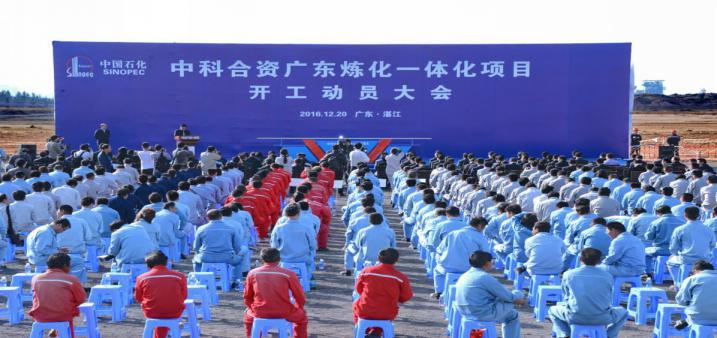 中国石化
SINOPEC
Sinopec
中科合资广东炼化一体化项目
开工动员大会
2016.12.20 广东·湛江